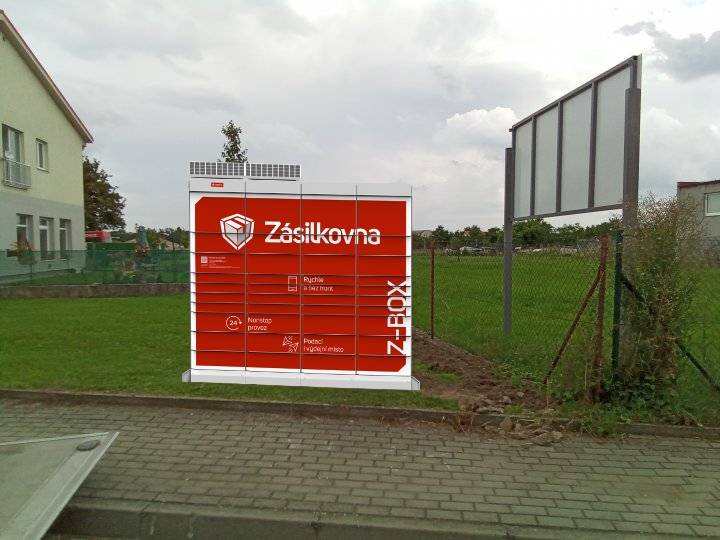 Zásilkovna
Rychle
a bez front
Z-BOX
24
Nonstop
provoz
Podací
i výdejní místo